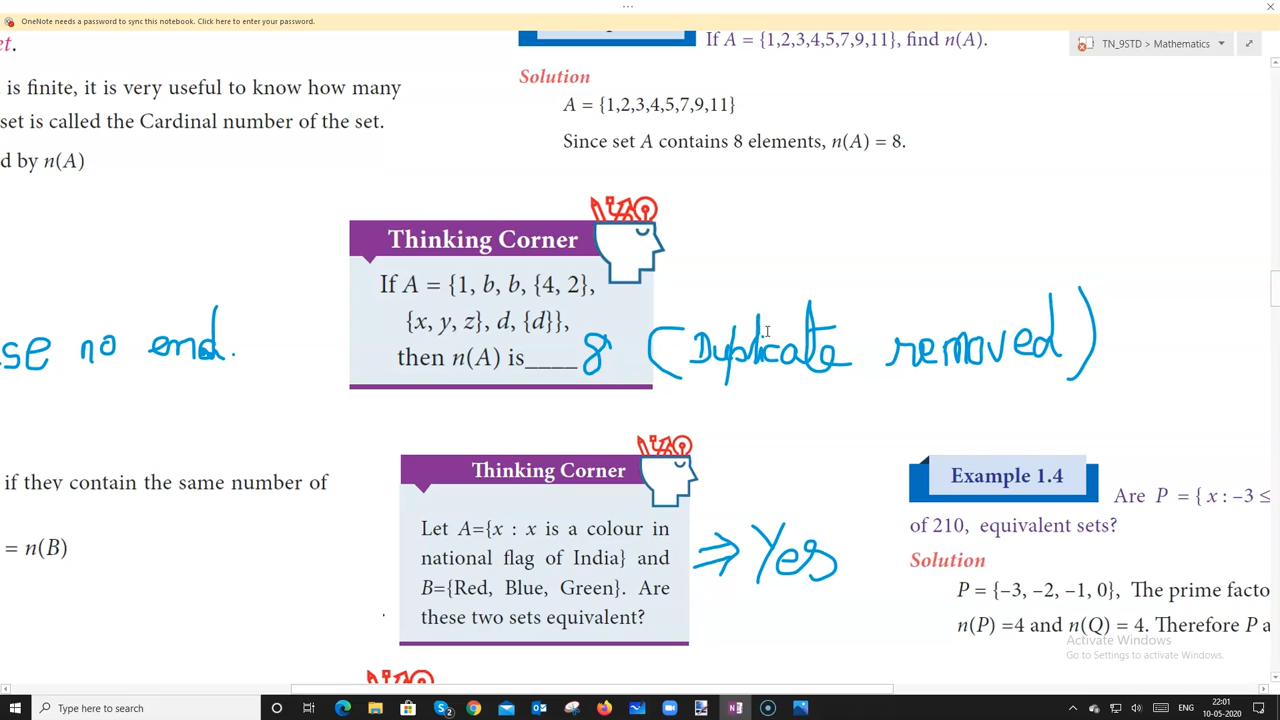 OneNote needs a password to sync this notebook. Click here to enter your password.
TN_9STD > Mathematics
et.
is finite, it is very useful to know how many
set is called the Cardinal number of the set.
d by n(A)
If A = {1,2,3,4,5,7,9,11}, find n(A).
Solution
A = {1,2,3,4,5,7,9,11}
Since set A contains 8 elements, n(A) = 8.
Thinking Corner
If A = {1, b, b, {4, 2},
{x, y, z}, d, {d}},
then n(A) is____ 8 (Duplicate removed)
se no end.
if they contain the same number of
= n(B)
Thinking Corner
Let A={x : x is a colour in
national flag of India} and
B={Red, Blue, Green}. Are
these two sets equivalent?
⇒ Yes
Example 1.4
Are P = { x : –3 ≤
of 210, equivalent sets?
Solution
P = {–3, –2, –1, 0}, The prime facto
n(P) =4 and n(Q) = 4. Therefore P a
Activate Windows
Go to Settings to activate Windows.
Type here to search
22:01
10-05-2020